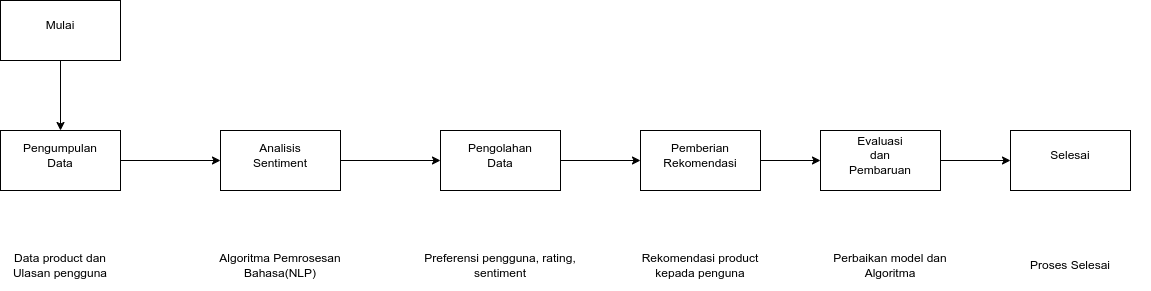 Mulai
Pengumpulan
Data
Analisis
Sentiment
Pengolahan
Data
Pemberian
Rekomendasi
Evaluasi
dan
Pembaruan
Selesai
Data product dan
Ulasan pengguna
Algoritma Pemrosesan
Bahasa(NLP)
Preferensi pengguna, rating,
sentiment
Rekomendasi product
kepada penguna
Perbaikan model dan
Algoritma
Proses Selesai